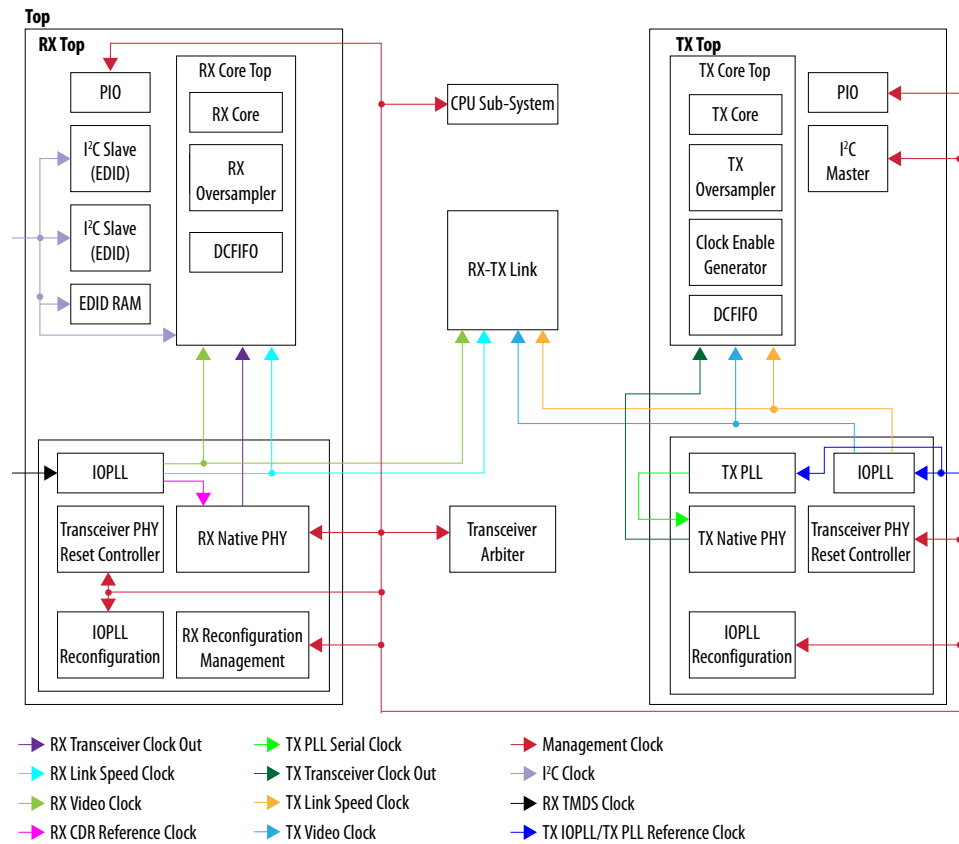 Top
RX Top
PIO
I²C Slave
(EDID)
I²C Slave
(EDID)
EDID RAM
RX Core Top
RX Core
RX
Oversampler
DCFIFO
IOPLL
Transceiver PHY
Reset Controller
RX Native PHY
IOPLL
Reconfiguration
RX Reconfiguration
Management
CPU Sub-System
RX-TX Link
Transceiver
Arbiter
TX Top
TX Core Top
TX Core
TX
Oversampler
Clock Enable
Generator
DCFIFO
PIO
I²C
Master
TX PLL
IOPLL
TX Native PHY
Transceiver PHY
Reset Controller
IOPLL
Reconfiguration
RX Transceiver Clock Out
RX Link Speed Clock
RX Video Clock
RX CDR Reference Clock
TX PLL Serial Clock
TX Transceiver Clock Out
TX Link Speed Clock
TX Video Clock
Management Clock
I²C Clock
RX TMDS Clock
TX IOPLL/TX PLL Reference Clock